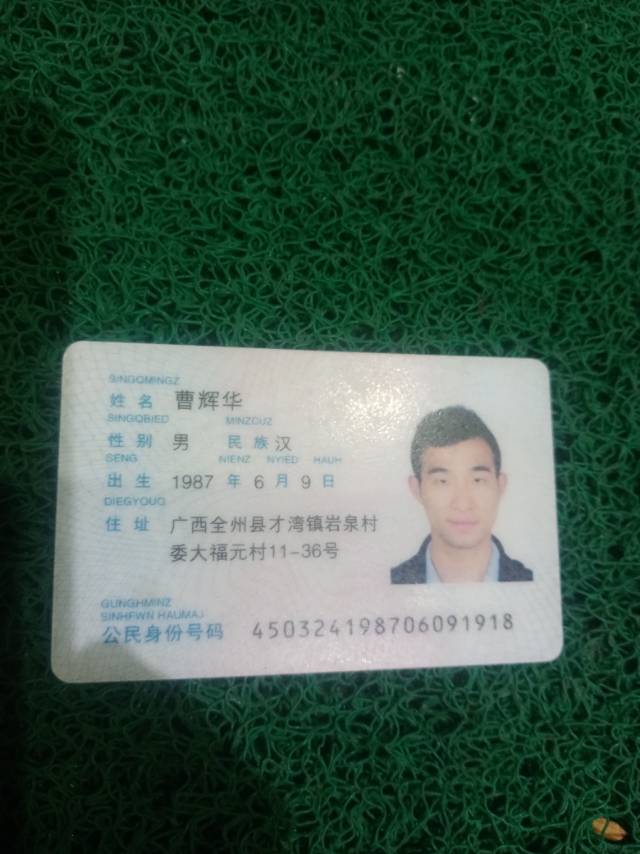 SINGQMINGZ
姓名 曹辉华
SINGQBIED MINZCUZ
性别 男 民族 汉
SENG NIENZ NYIED HAUH
出生 1987 年 6 月 9 日
DIEGYOUQ
住址 广西全州县才湾镇岩泉村
委大福元村11-36号
GUNGHMINZ
SINHFWN HAUMAJ
公民身份号码 450324198706091918